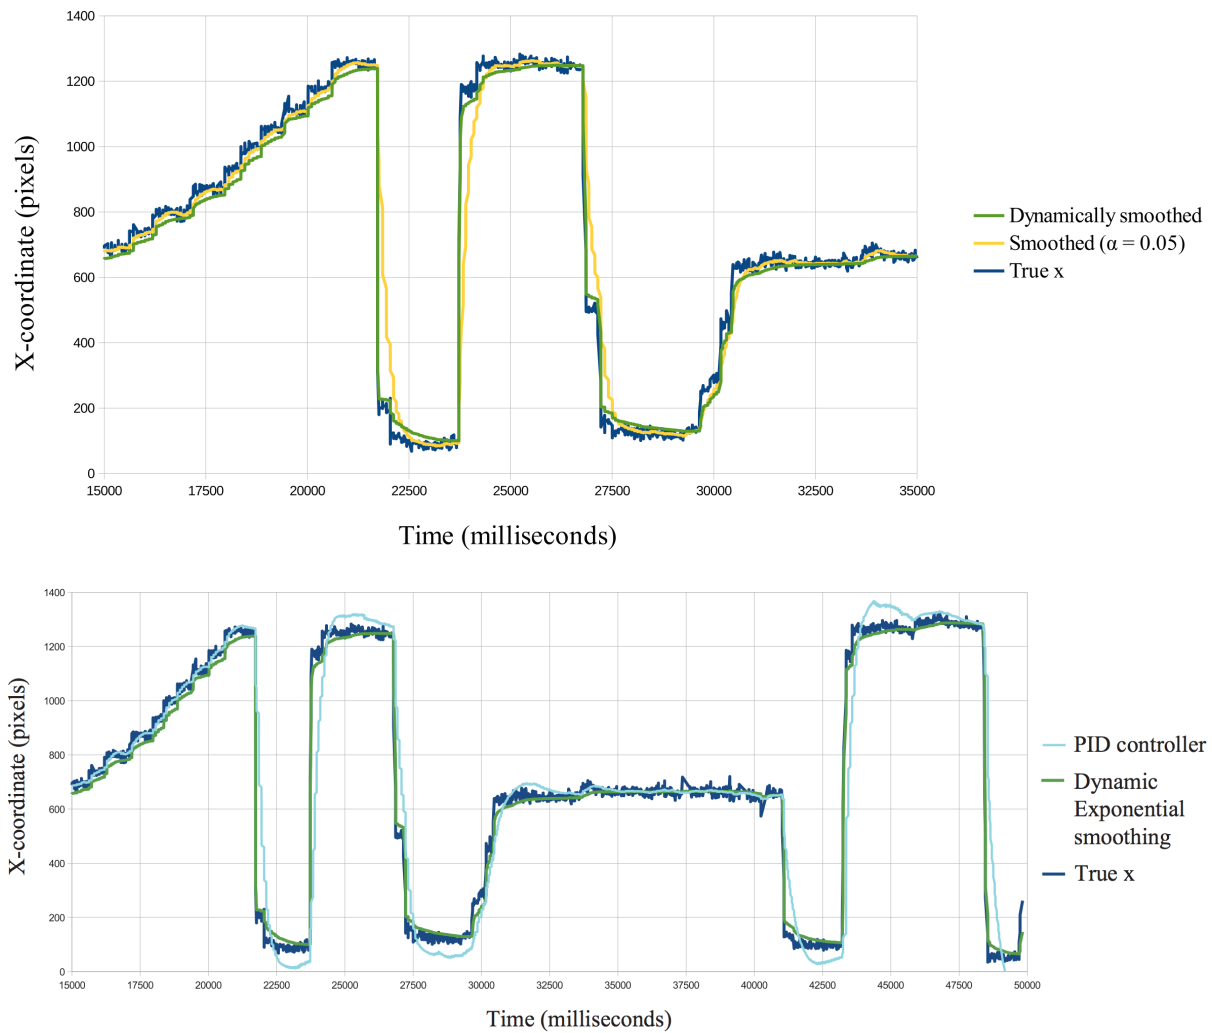 1400
1200
1000
800
600
400
200
0
X-coordinate (pixels)
15000 17500 20000 22500 25000 27500 30000 32500 35000
Time (milliseconds)
Dynamically smoothed
Smoothed (α = 0.05)
True x
1400
1200
1000
800
600
400
200
0
X-coordinate (pixels)
15000 17500 20000 22500 25000 27500 30000 32500 35000 37500 40000 42500 45000 47500 50000
Time (milliseconds)
PID controller
Dynamic
Exponential
smoothing
True x